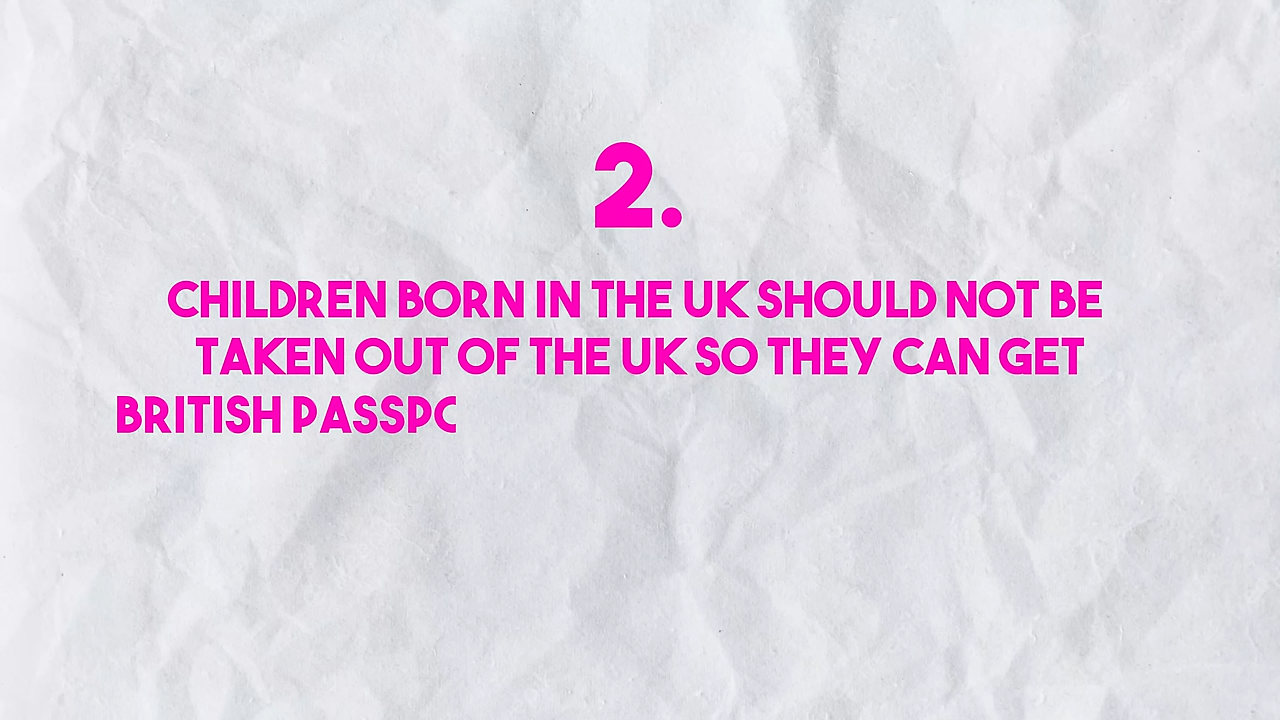 2.
CHILDREN BORN IN THE UK SHOULD NOT BE
TAKEN OUT OF THE UK SO THEY CAN GET
BRITISH